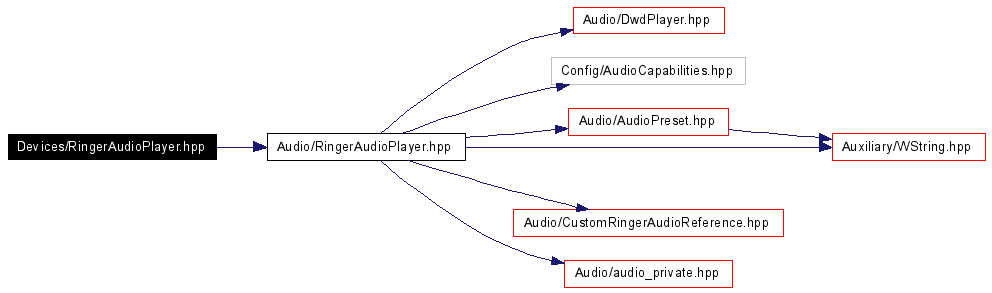 Audio/DwdPlayer.hpp
Config/AudioCapabilities.hpp
Audio/AudioPreset.hpp
Devices/RingerAudioPlayer.hpp
Audio/RingerAudioPlayer.hpp
Auxiliary/WString.hpp
Audio/CustomRingerAudioReference.hpp
Audio/audio_private.hpp